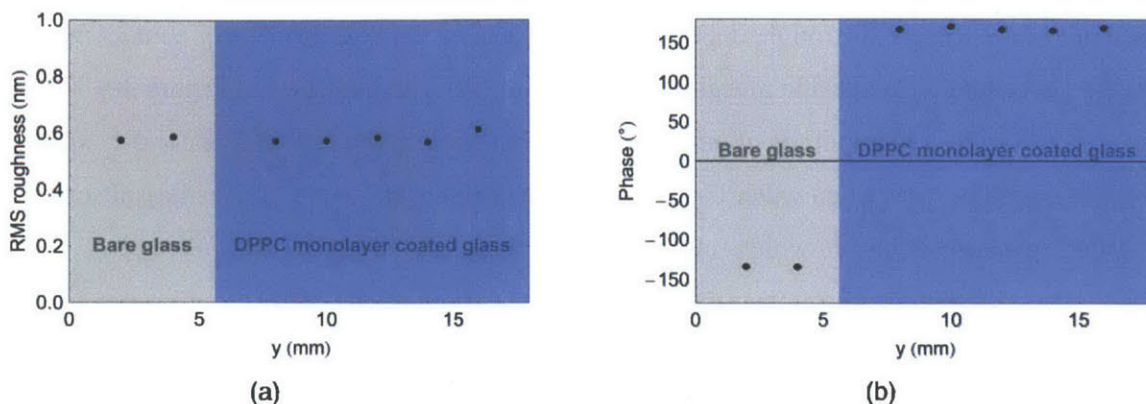 1.0
0.8
0.6
0.4
0.2
0.0
RMS roughness (nm)
Bare glass DPPC monolayer coated glass
0 5 10 15
y (mm)
(a)
150
100
50
0
−50
−100
−150
Phase (°)
Bare glass DPPC monolayer coated glass
0 5 10 15
y (mm)
(b)